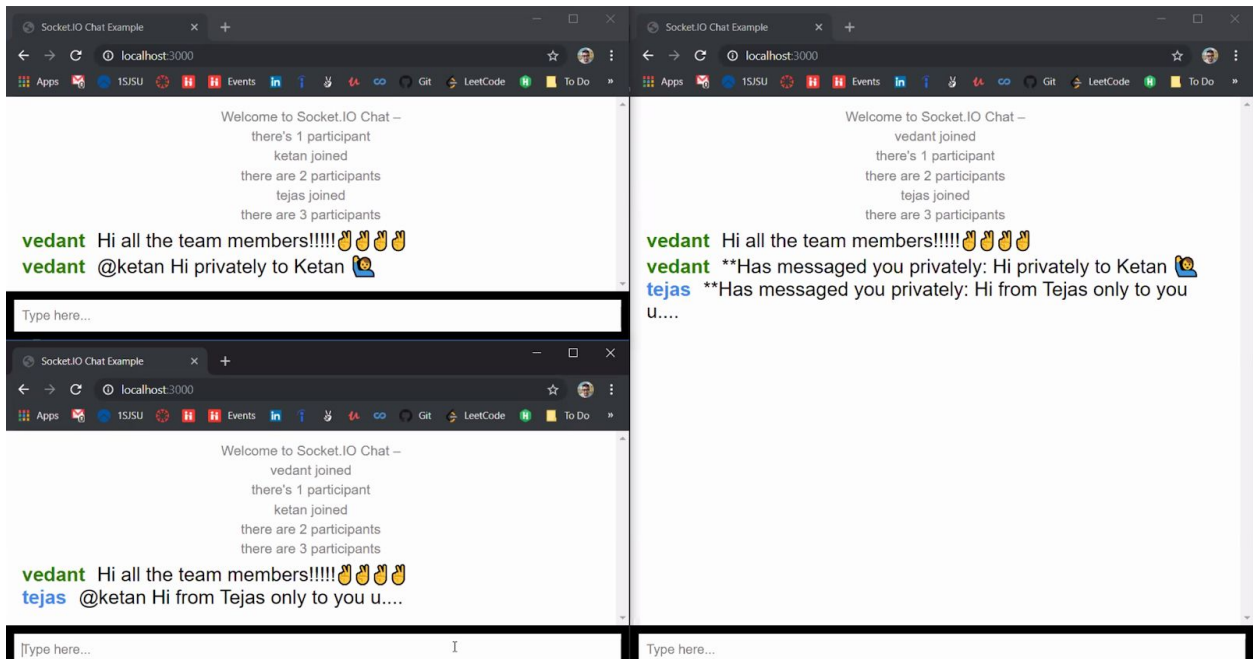 Socket.IO Chat Example
localhost:3000
Apps 1SJSU Events Git LeetCode To Do »
Welcome to Socket.IO Chat –
there's 1 participant
ketan joined
there are 2 participants
tejas joined
there are 3 participants
vedant Hi all the team members!!!!!✌✌✌✌
vedant @ketan Hi privately to Ketan 🙋
Type here...
Socket.IO Chat Example
localhost:3000
Apps 1SJSU Events Git LeetCode To Do »
Welcome to Socket.IO Chat –
vedant joined
there's 1 participant
ketan joined
there are 2 participants
there are 3 participants
vedant Hi all the team members!!!!!✌✌✌✌
tejas @ketan Hi from Tejas only to you u....
Type here...
Socket.IO Chat Example
localhost:3000
Apps 1SJSU Events Git LeetCode To Do »
Welcome to Socket.IO Chat –
vedant joined
there's 1 participant
there are 2 participants
tejas joined
there are 3 participants
vedant Hi all the team members!!!!!✌✌✌✌
vedant **Has messaged you privately: Hi privately to Ketan 🙋
tejas **Has messaged you privately: Hi from Tejas only to you
u....
Type here...